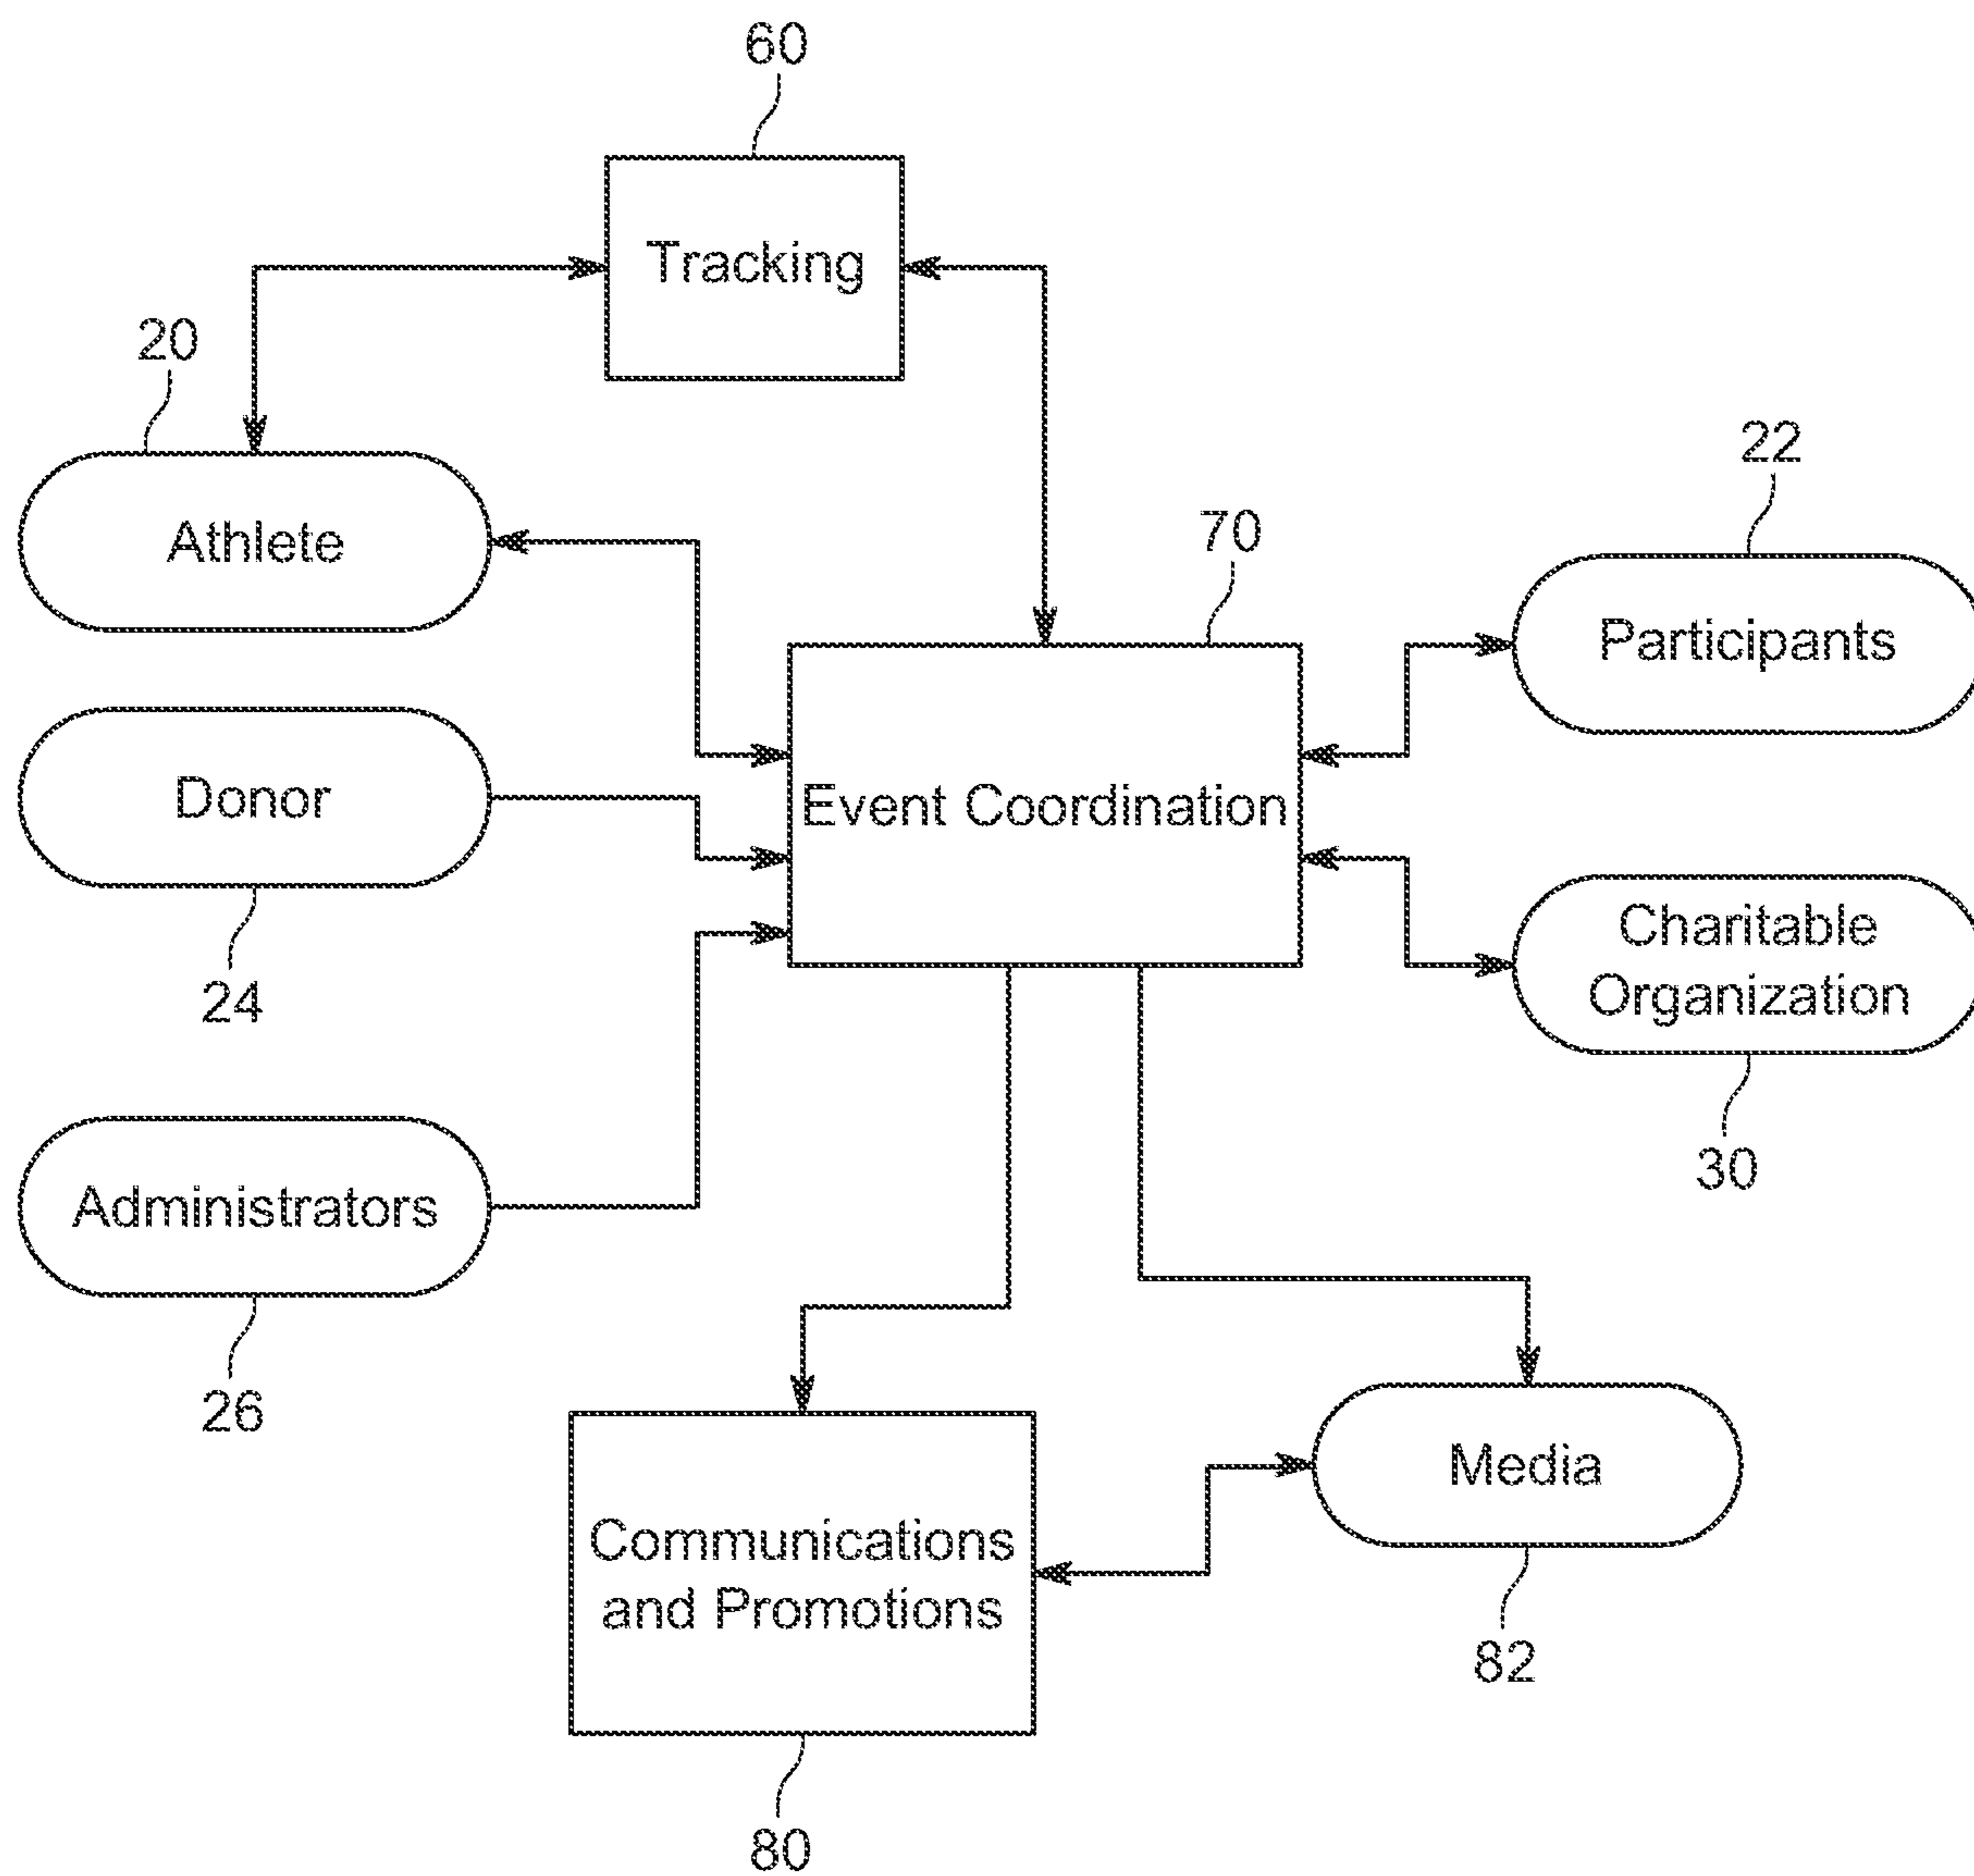 60
Tracking
20
Athlete
22
Participants
70
Event Coordination
Donor
24
Charitable
Organization
30
Administrators
26
Media
82
Communications
and Promotions
80